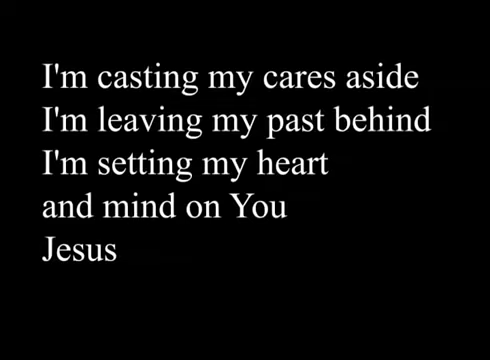 I'm casting my cares aside
I'm leaving my past behind
I'm setting my heart
and mind on You
Jesus